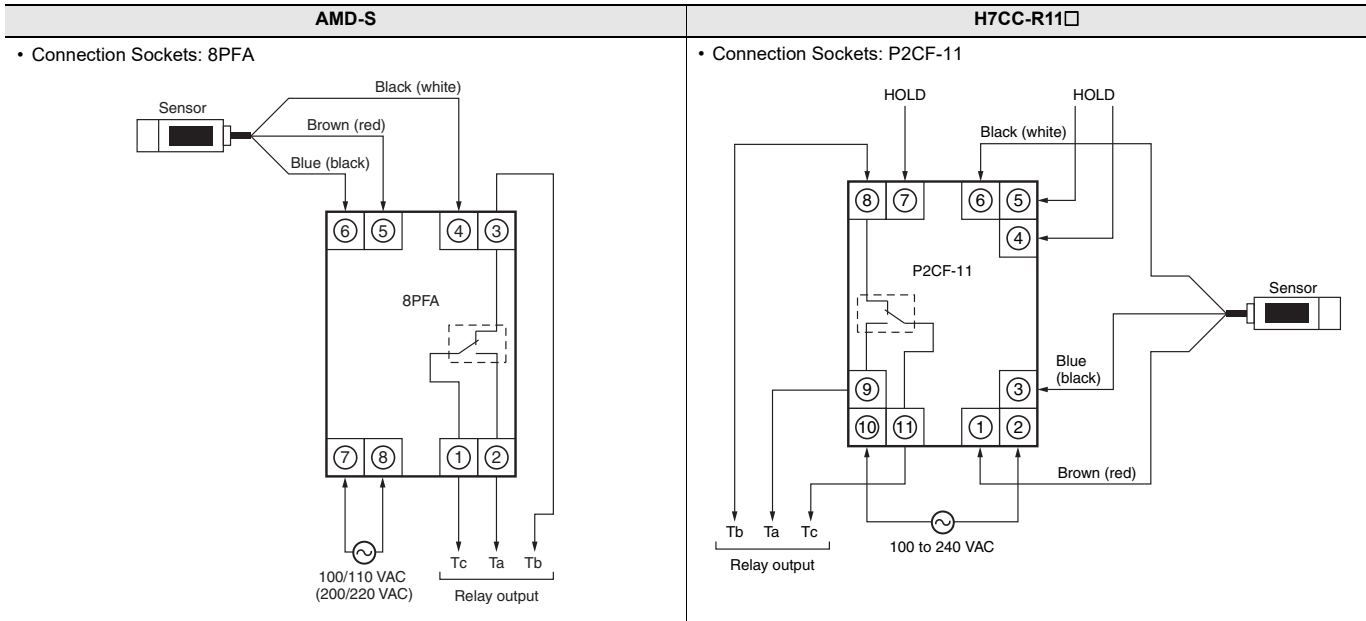 AMD-S
H7CC-R11□
• Connection Sockets: 8PFA
Sensor
Black (white)
Brown (red)
Blue (black)
⑥ ⑤ ④ ③
8PFA
⑦ ⑧ ① ②
100/110 VAC
(200/220 VAC)
Tc Ta Tb
Relay output
• Connection Sockets: P2CF-11
HOLD HOLD
Black (white)
⑧ ⑦ ⑥ ⑤
④
P2CF-11
Sensor
Blue
(black)
⑨ ③
⑩ ⑪ ① ②
Brown (red)
Tb Ta Tc
Relay output
100 to 240 VAC